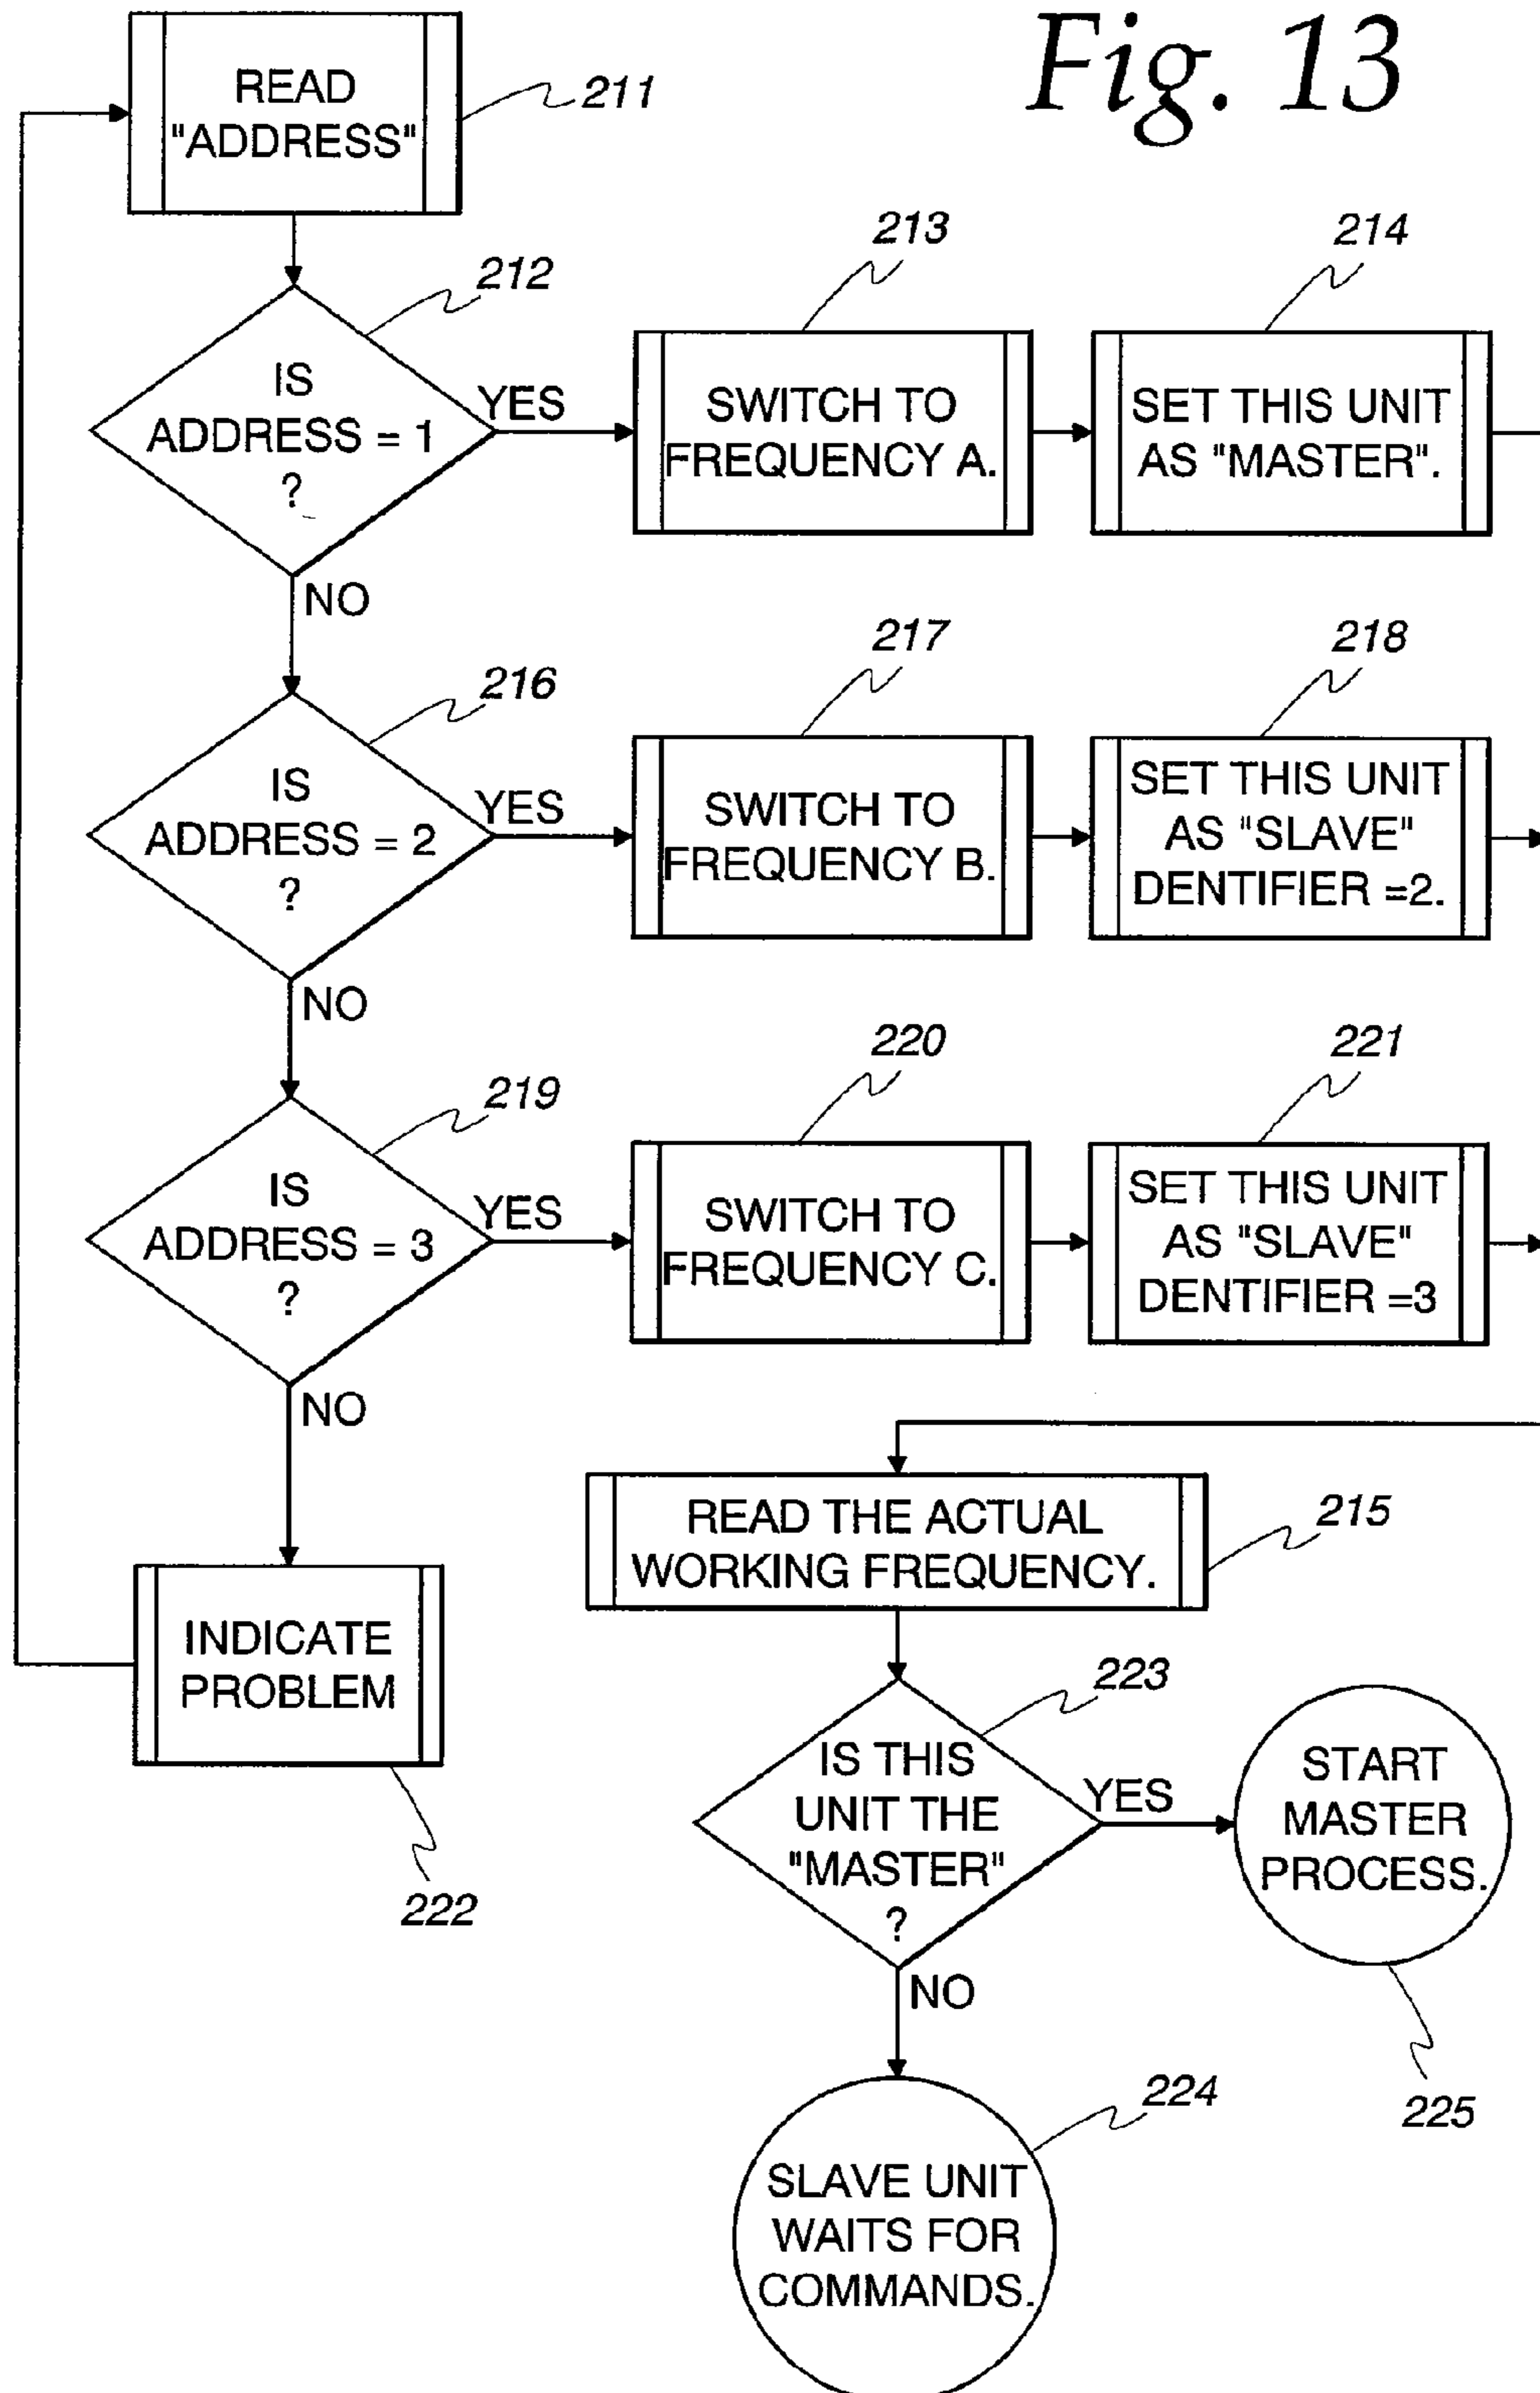 Fig. 13
READ
"ADDRESS"
211
212
IS
ADDRESS = 1
?
YES
NO
213
SWITCH TO
FREQUENCY A.
214
SET THIS UNIT
AS "MASTER".
216
IS
ADDRESS = 2
?
YES
NO
217
SWITCH TO
FREQUENCY B.
218
SET THIS UNIT
AS "SLAVE"
DENTIFIER =2.
219
IS
ADDRESS = 3
?
YES
NO
220
SWITCH TO
FREQUENCY C.
221
SET THIS UNIT
AS "SLAVE"
DENTIFIER =3
INDICATE
PROBLEM
222
READ THE ACTUAL
WORKING FREQUENCY.
215
223
IS THIS
UNIT THE
"MASTER"
?
YES
NO
START
MASTER
PROCESS.
225
224
SLAVE UNIT
WAITS FOR
COMMANDS.